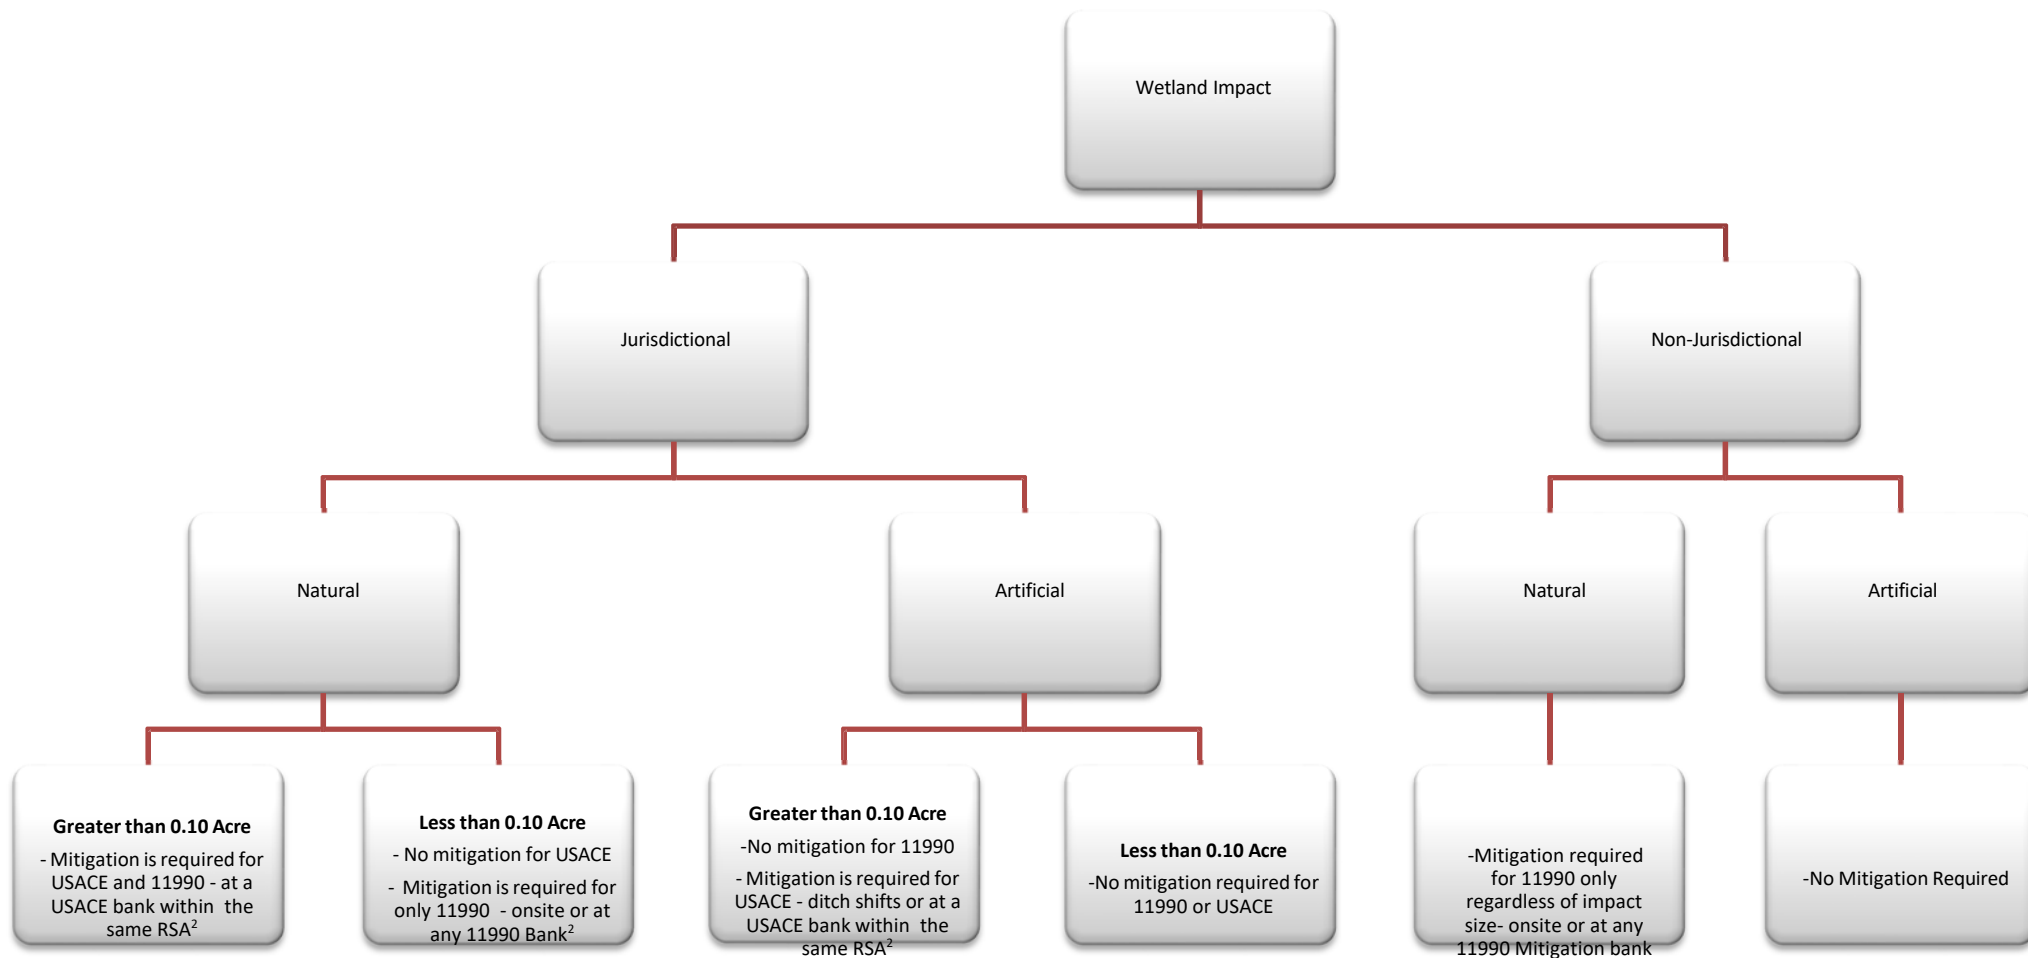 Wetland Impact
Jurisdictional
Non-Jurisdictional
Natural
Artificial
Natural
Artificial
Greater than 0.10 Acre
- Mitigation is required for
USACE and 11990 - at a
USACE bank within the
same RSA2
Less than 0.10 Acre
- No mitigation for USACE
- Mitigation is required for
only 11990 - onsite or at
any 11990 Bank2
Greater than 0.10 Acre
-No mitigation for 11990
- Mitigation is required for
USACE - ditch shifts or at a
USACE bank within the
same RSA2
Less than 0.10 Acre
-No mitigation required for
11990 or USACE
-Mitigation required
for 11990 only
regardless of impact
size- onsite or at any
11990 Mitigation bank
-No Mitigation Required